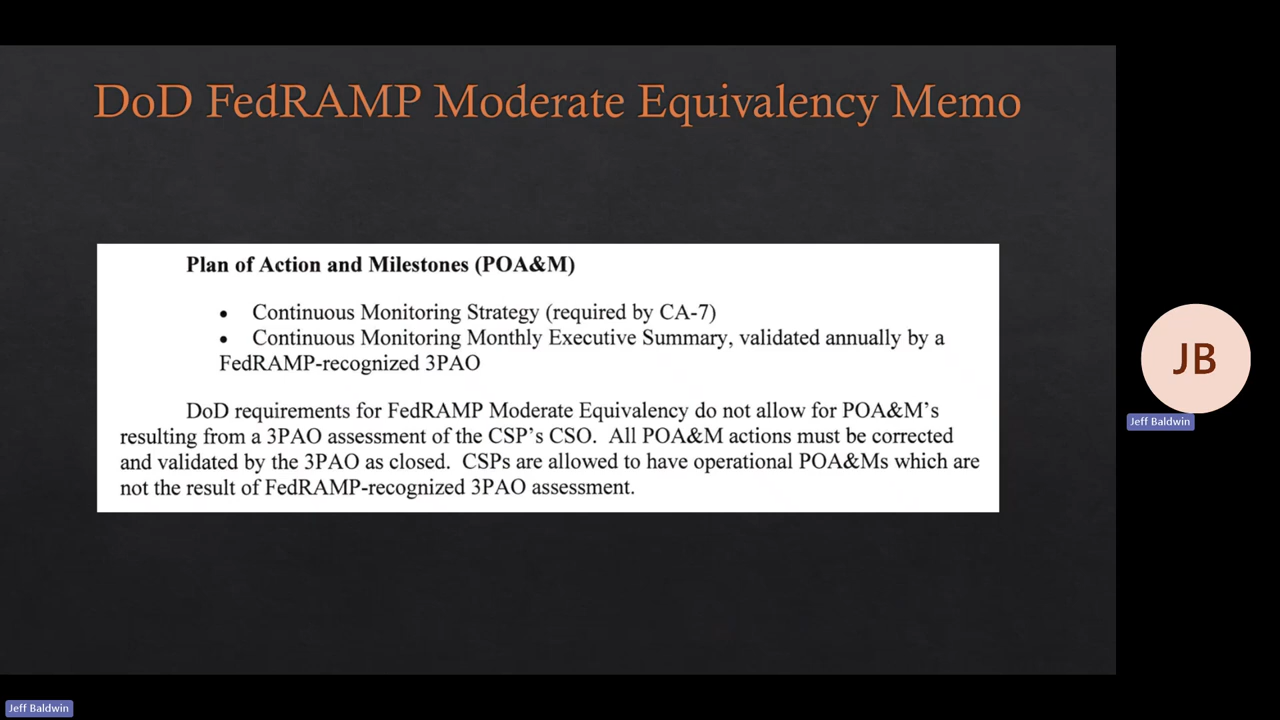 DoD FedRAMP Moderate Equivalency Memo
Plan of Action and Milestones (POA&M)
• Continuous Monitoring Strategy (required by CA-7)
• Continuous Monitoring Monthly Executive Summary, validated annually by a
FedRAMP-recognized 3PAO
DoD requirements for FedRAMP Moderate Equivalency do not allow for POA&M's
resulting from a 3PAO assessment of the CSP's CSO. All POA&M actions must be corrected
and validated by the 3PAO as closed. CSPs are allowed to have operational POA&Ms which are
not the result of FedRAMP-recognized 3PAO assessment.
JB
Jeff Baldwin
Jeff Baldwin